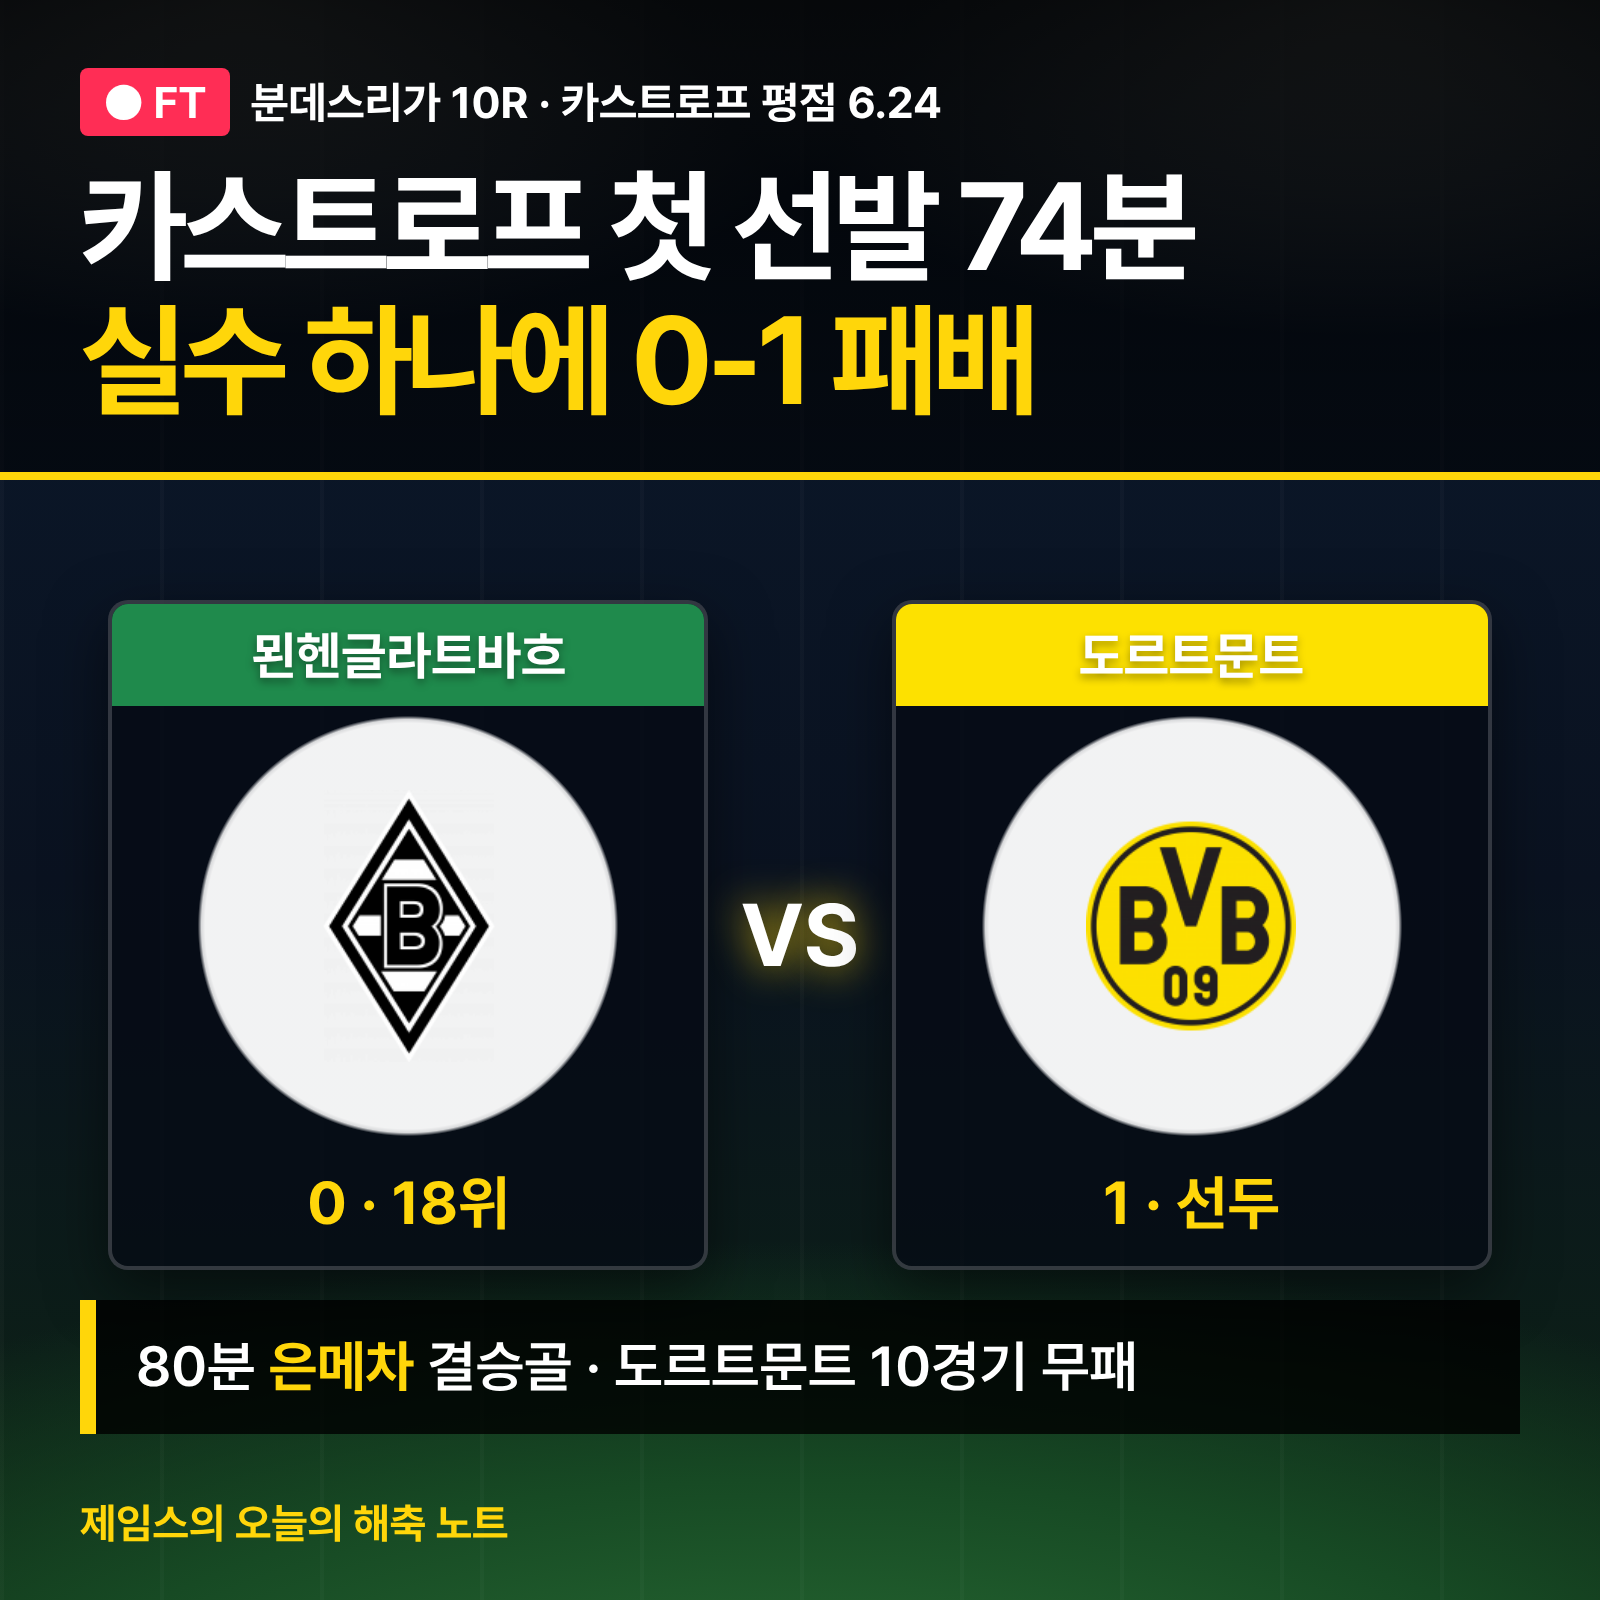 FT 분데스리가 10R · 카스트로프 평점 6.24
카스트로프 첫 선발 74분
실수 하나에 0-1 패배
묀헨글라트바흐
도르트문트
B
VS
BVB
09
0 · 18위
1 · 선두
80분 은메차 결승골 · 도르트문트 10경기 무패
제임스의 오늘의 해축 노트